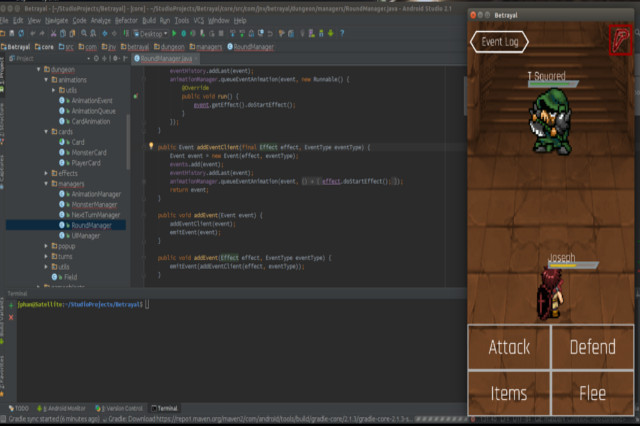 Betrayal - [~/StudioProjects/Betrayal] - [core] - ~/StudioProjects/Betrayal/core/src/com/jnv/betrayal/dungeon/managers/RoundManager.java - Android Studio 2.1
File Edit View Navigate Code Analyze Refactor Build Run Tools VCS Window Help
Desktop
Betrayal core src com jnv betrayal dungeon managers RoundManager
Project
RoundManager.java
dungeon
animations
utils
AnimationEvent
AnimationQueue
CardAnimation
cards
Card
MonsterCard
PlayerCard
effects
managers
AnimationManager
MonsterManager
NextTurnManager
RoundManager
UIManager
popup
turns
utils
Field
eventHistory.addLast(event);
animationManager.queueEventAnimation(event, new Runnable() {
@Override
public void run() {
event.getEffect().doStartEffect();
}
});
}
public Event addEventClient(final Effect effect, EventType eventType) {
Event event = new Event(effect, eventType);
events.add(event);
eventHistory.addLast(event);
animationManager.queueEventAnimation(event, () → { effect.doStartEffect(); });
return event;
}
public void addEvent(Event event) {
addEventClient(event);
emitEvent(event);
}
public void addEvent(Effect effect, EventType eventType) {
emitEvent(addEventClient(effect, eventType));
}
Terminal
jphan@Satellite:~/StudioProjects/Betrayal$
TODO 6: Android Monitor 9: Version Control Terminal
Gradle sync started (6 minutes ago)
Gradle: Download https://repo1.maven.org/maven2/com/android/tools/build/gradle-core/2.1.3/gradle-core-2.1.3-s...
Betrayal
Event Log
T Squared
Joseph
Attack
Defend
Items
Flee